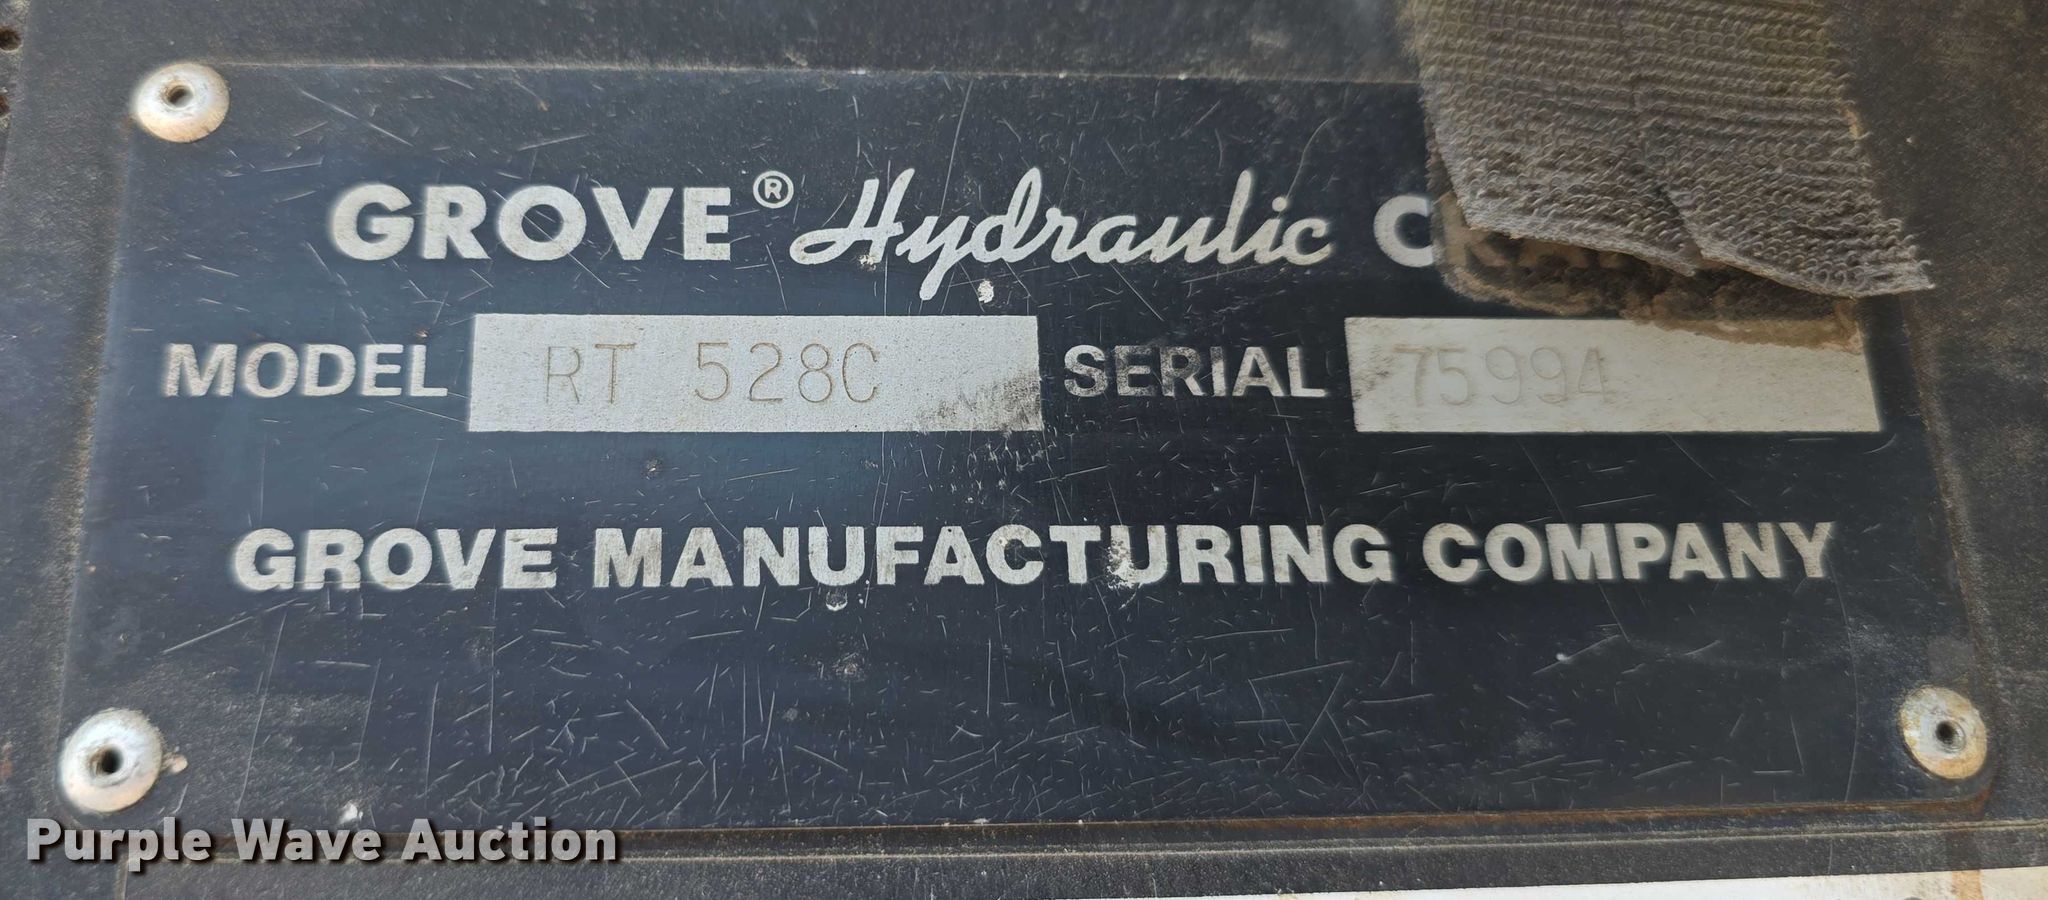 GROVE® Hydraulic
MODEL RT 528C SERIAL 75994
GROVE MANUFACTURING COMPANY
Purple Wave Auction